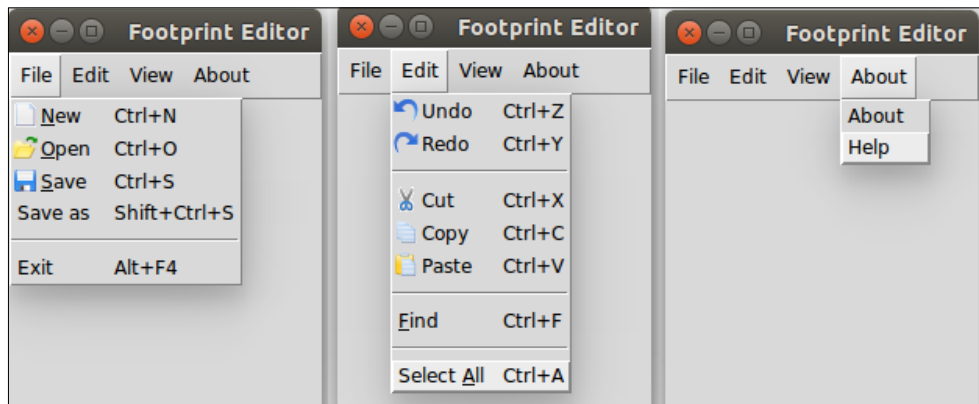 Footprint Editor
File Edit View About
New Ctrl+N
Open Ctrl+O
Save Ctrl+S
Save as Shift+Ctrl+S
Exit Alt+F4
Footprint Editor
File Edit View About
Undo Ctrl+Z
Redo Ctrl+Y
Cut Ctrl+X
Copy Ctrl+C
Paste Ctrl+V
Find Ctrl+F
Select All Ctrl+A
Footprint Editor
File Edit View About
About
Help